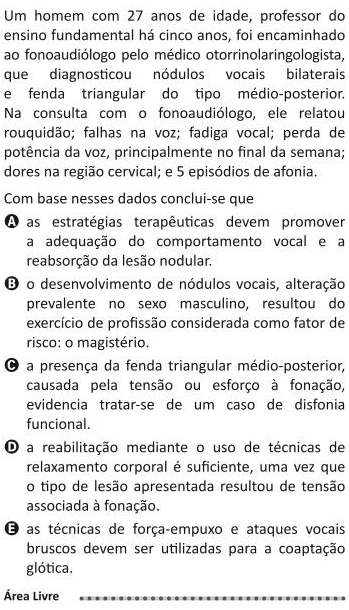 Um homem com 27 anos de idade, professor do
ensino fundamental há cinco anos, foi encaminhado
ao fonoaudiólogo pelo médico otorrinolaringologista,
que diagnosticou nódulos vocais bilaterais
e fenda triangular do tipo médio-posterior.
Na consulta com o fonoaudiólogo, ele relatou
rouquidão; falhas na voz; fadiga vocal; perda de
potência da voz, principalmente no final da semana;
dores na região cervical; e 5 episódios de afonia.
Com base nesses dados conclui-se que
A as estratégias terapêuticas devem promover
a adequação do comportamento vocal e a
reabsorção da lesão nodular.
B o desenvolvimento de nódulos vocais, alteração
prevalente no sexo masculino, resultou do
exercício de profissão considerada como fator de
risco: o magistério.
C a presença da fenda triangular médio-posterior,
causada pela tensão ou esforço à fonação,
evidencia tratar-se de um caso de disfonia
funcional.
D a reabilitação mediante o uso de técnicas de
relaxamento corporal é suficiente, uma vez que
o tipo de lesão apresentada resultou de tensão
associada à fonação.
E as técnicas de força-empuxo e ataques vocais
bruscos devem ser utilizadas para a coaptação
glótica.
Área Livre